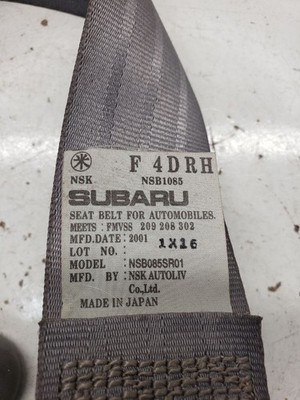 F 4DRH
NSK NSB1085
SUBARU
SEAT BELT FOR AUTOMOBILES.
MEETS: FMVSS 209 208 302
MFD.DATE: 2001 1X16
LOT NO. :
MODEL : NSB085SR01
MFD. BY : NSK AUTOLIV
Co.,Ltd.
MADE IN JAPAN